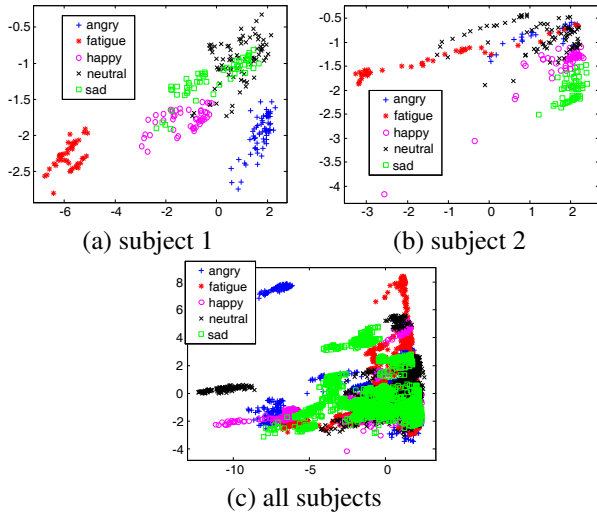 -0.5
-1
-1.5
-2
-2.5
-6
-4
-2
0
2
angry
fatigue
happy
neutral
sad
(a) subject 1
-0.5
-1
-1.5
-2
-2.5
-3
-3.5
-4
-3
-2
-1
0
1
2
angry
fatigue
happy
neutral
sad
(b) subject 2
8
6
4
2
0
-2
-4
-10
-5
0
angry
fatigue
happy
neutral
sad
(c) all subjects